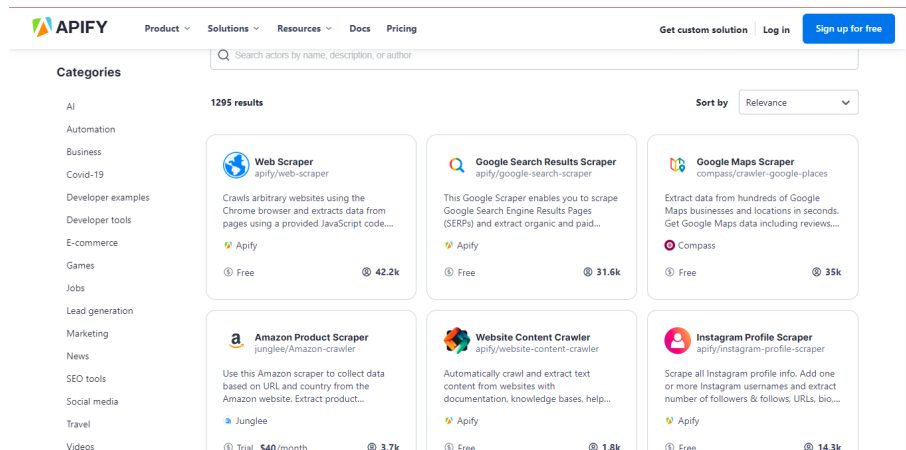 APIFY
Product
Solutions
Resources
Docs
Pricing
Get custom solution
Log in
Sign up for free
Categories
Search actors by name, description, or author
AI
Automation
Business
Covid-19
Developer examples
Developer tools
E-commerce
Games
Jobs
Lead generation
Marketing
News
SEO tools
Social media
Travel
Videos
1295 results
Sort by
Relevance
Web Scraper
apify/web-scraper
Crawls arbitrary websites using the
Chrome browser and extracts data from
pages using a provided JavaScript code....
Apify
Free
42.2k
Google Search Results Scraper
apify/google-search-scraper
This Google Scraper enables you to scrape
Google Search Engine Results Pages
(SERPs) and extract organic and paid...
Apify
Free
31.6k
Google Maps Scraper
compass/crawler-google-places
Extract data from hundreds of Google
Maps businesses and locations in seconds.
Get Google Maps data including reviews,...
Compass
Free
35k
Amazon Product Scraper
junglee/Amazon-crawler
Use this Amazon scraper to collect data
based on URL and country from the
Amazon website. Extract product...
Junglee
Trial $40/month
3.7k
Website Content Crawler
apify/website-content-crawler
Automatically crawl and extract text
content from websites with
documentation, knowledge bases, help...
Apify
Free
1.8k
Instagram Profile Scraper
apify/instagram-profile-scraper
Scrape all Instagram profile info. Add one
or more Instagram usernames and extract
number of followers & follows, URLs, bio,...
Apify
Free
14.3k